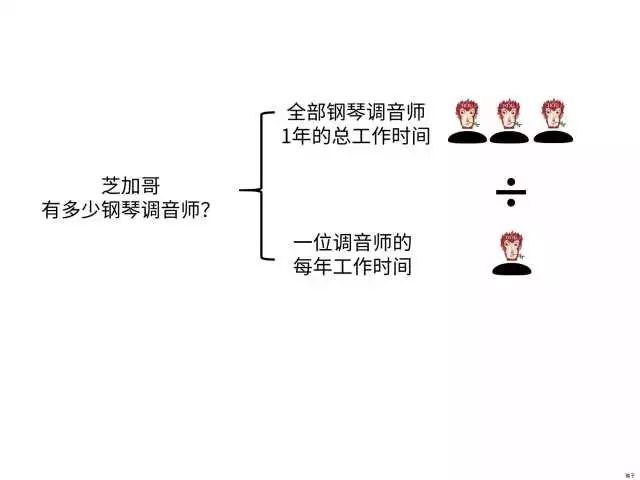 全部钢琴调音师
1年的总工作时间
芝加哥
有多少钢琴调音师？
÷
一位调音师的
每年工作时间